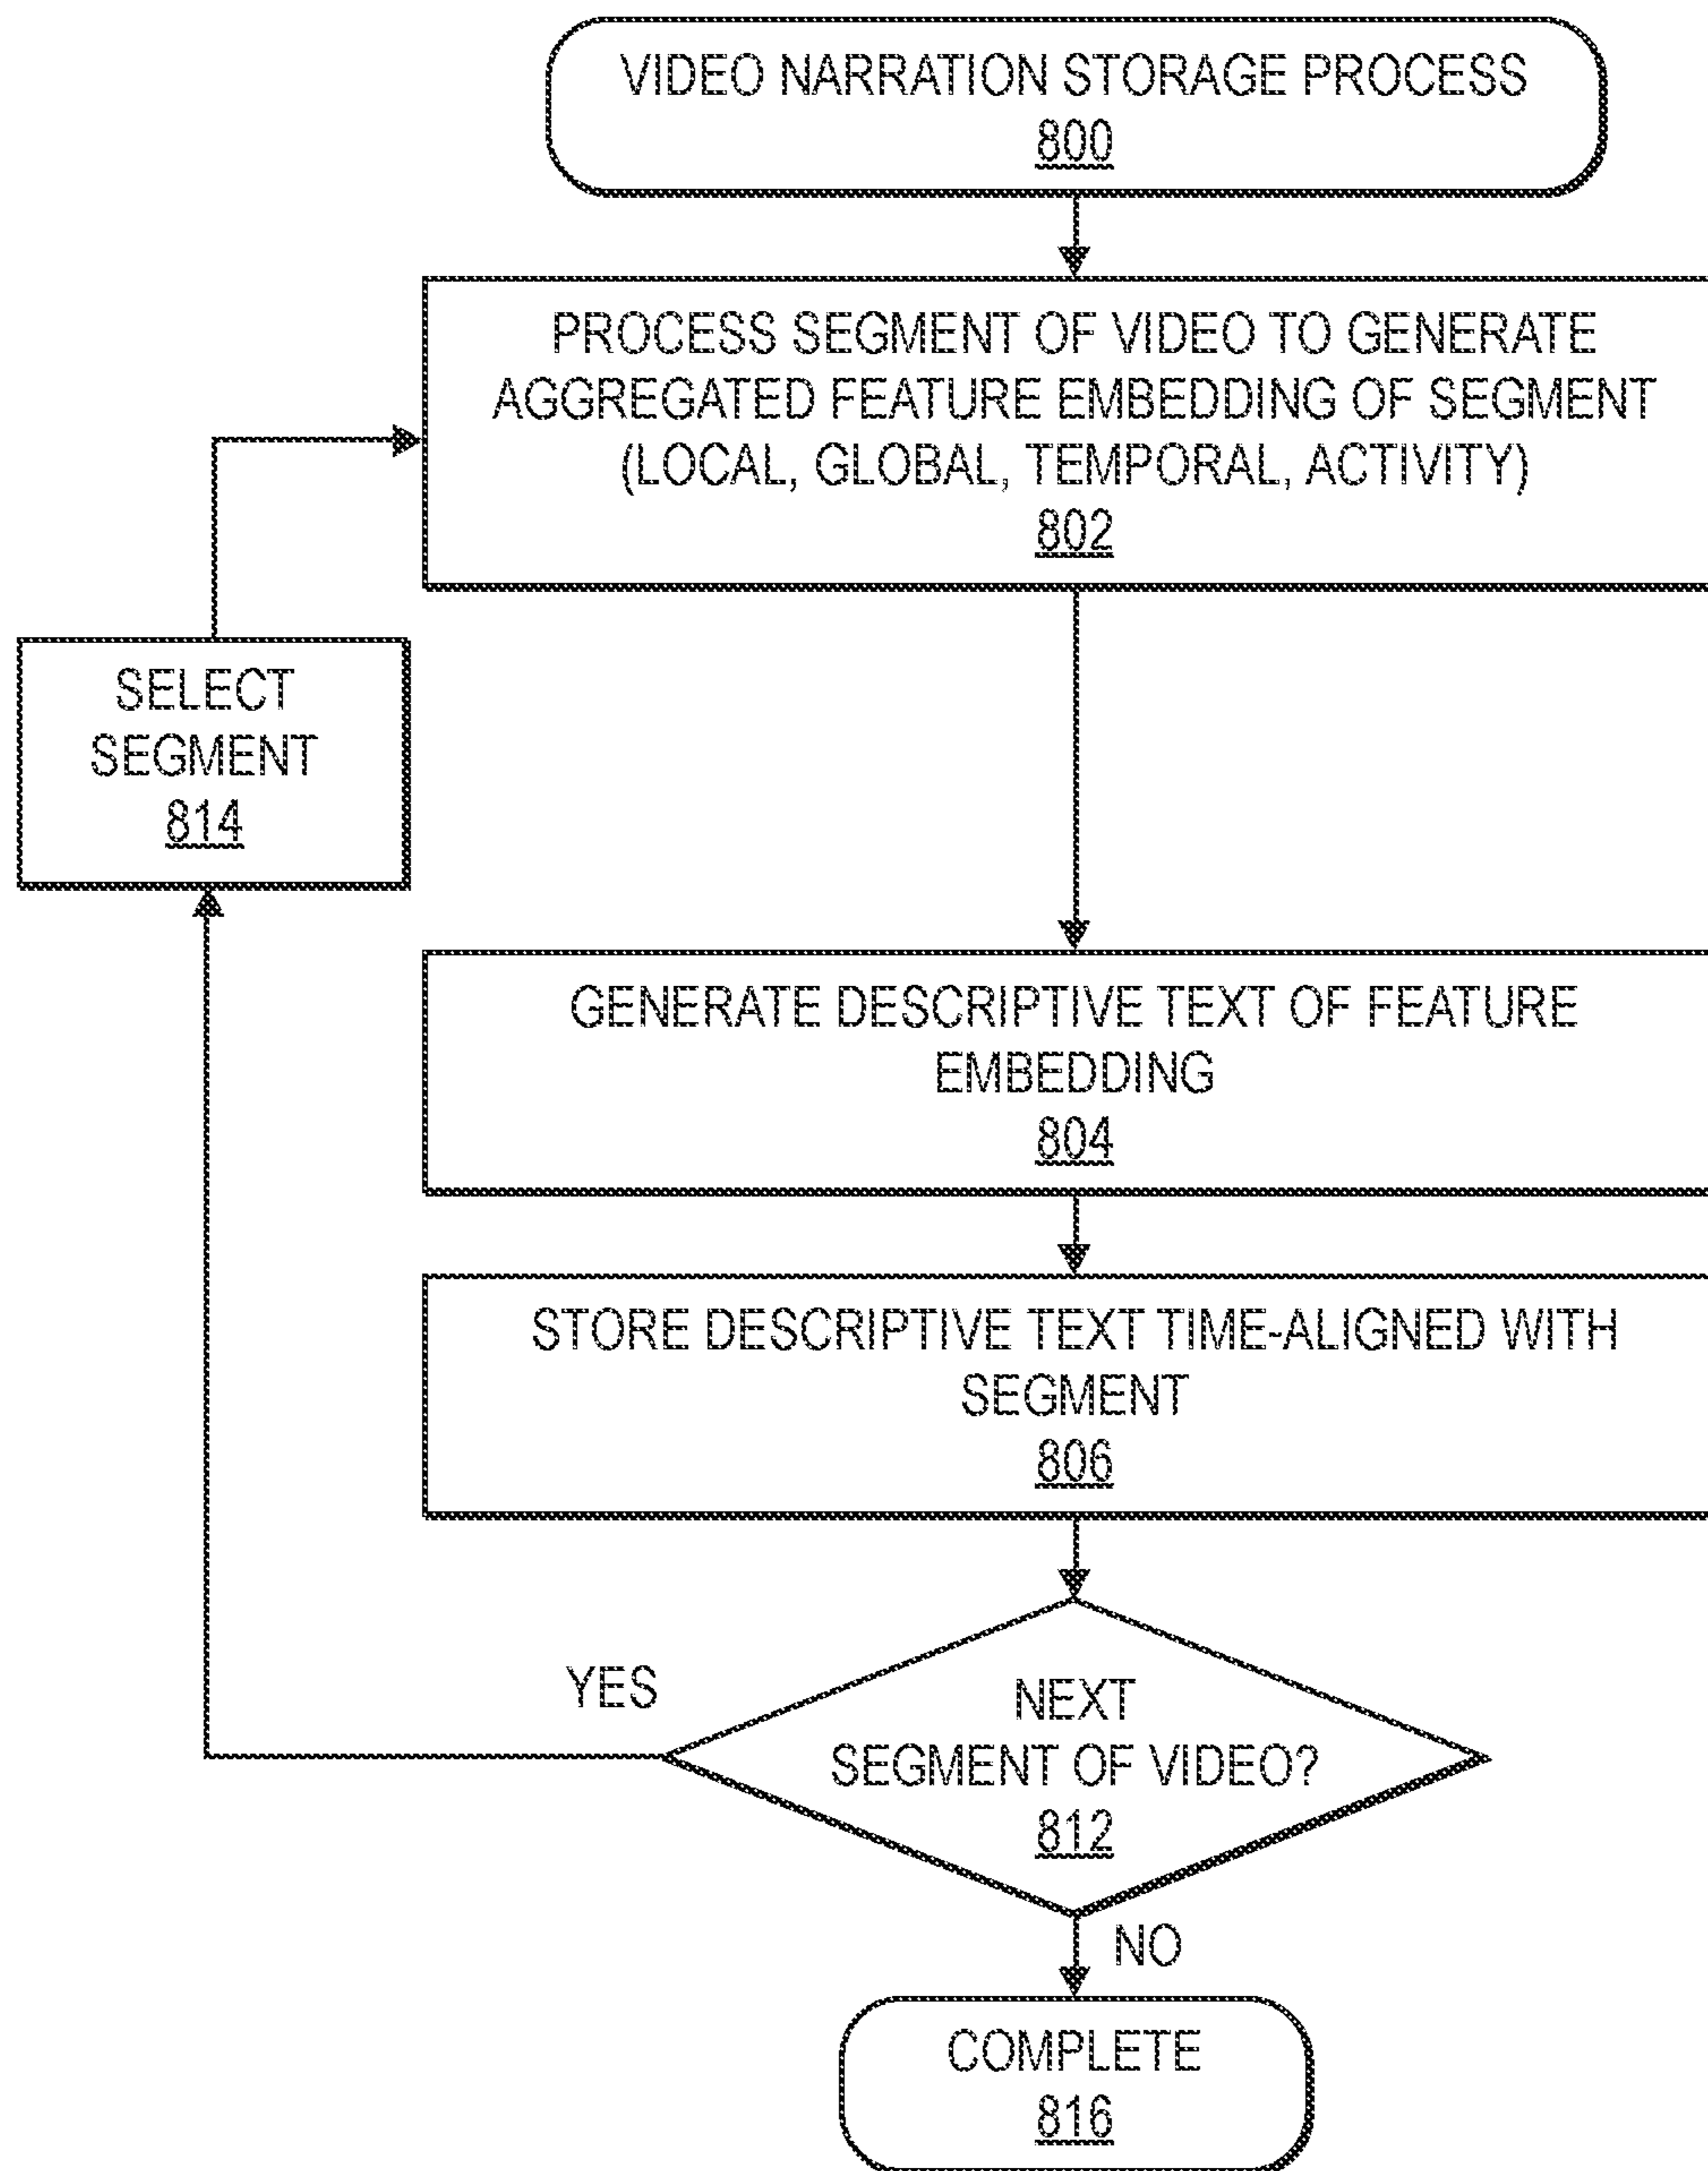 VIDEO NARRATION STORAGE PROCESS
800
PROCESS SEGMENT OF VIDEO TO GENERATE
AGGREGATED FEATURE EMBEDDING OF SEGMENT
(LOCAL, GLOBAL, TEMPORAL, ACTIVITY)
802
SELECT
SEGMENT
814
GENERATE DESCRIPTIVE TEXT OF FEATURE
EMBEDDING
804
STORE DESCRIPTIVE TEXT TIME-ALIGNED WITH
SEGMENT
806
YES
NEXT
SEGMENT OF VIDEO?
812
NO
COMPLETE
816